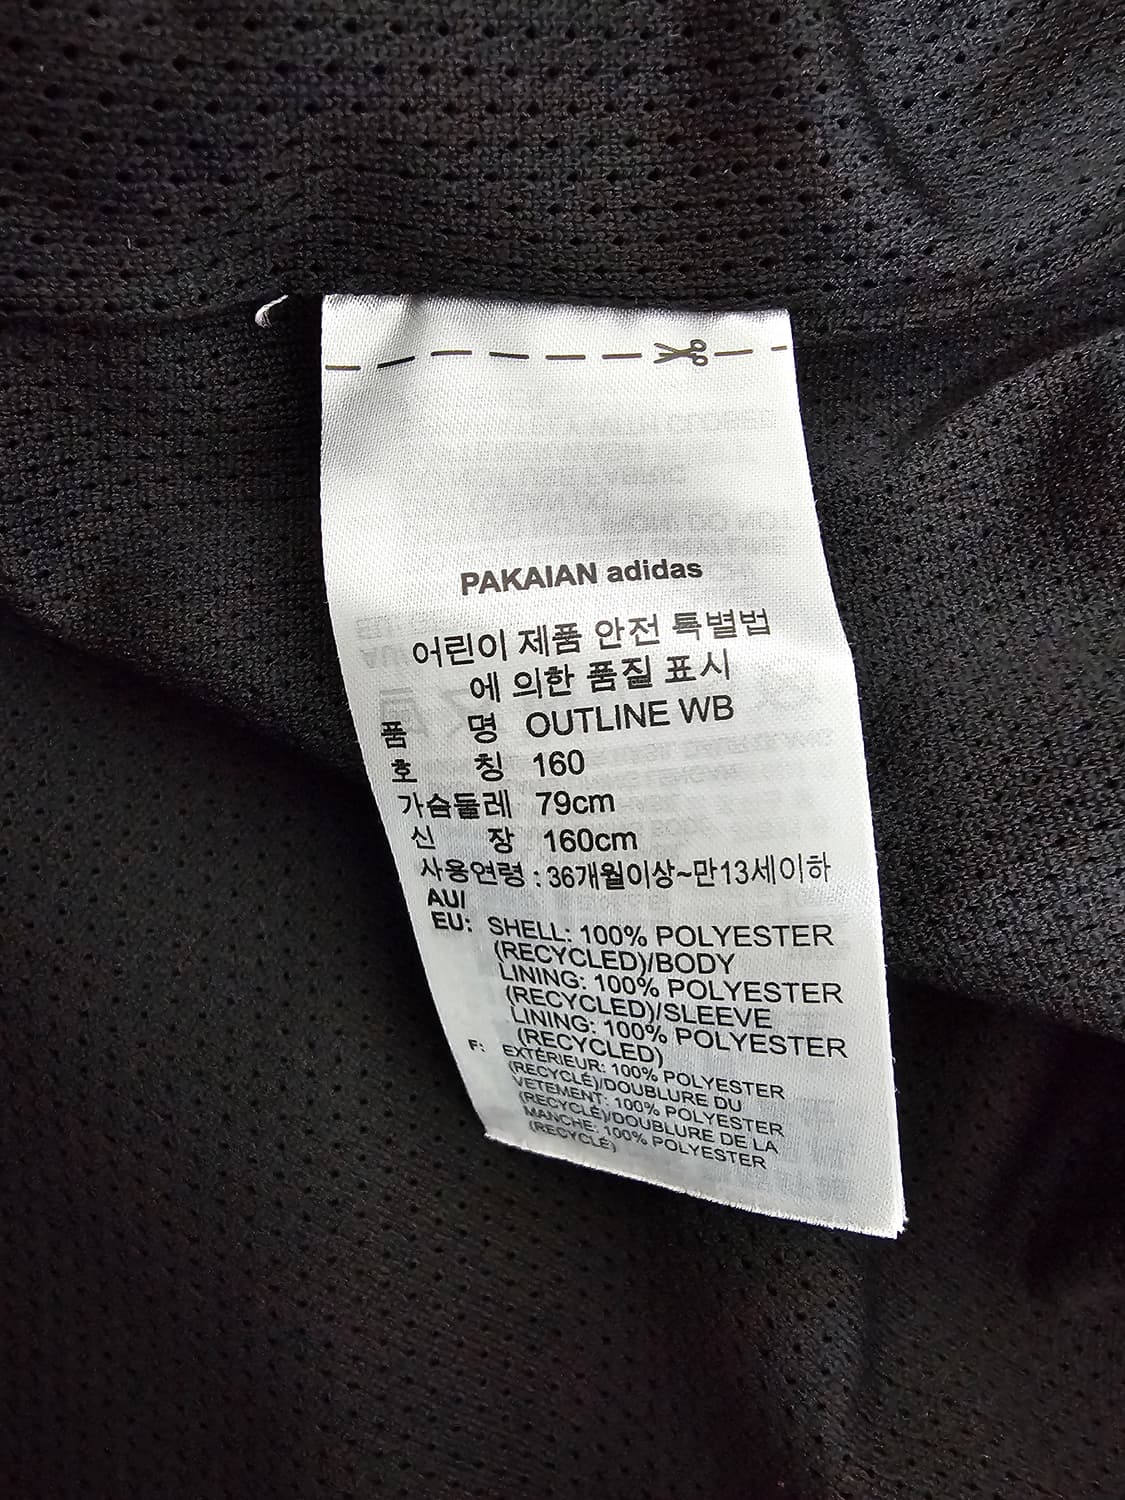 PAKAIAN adidas
어린이 제품 안전 특별법
에 의한 품질 표시
품 명 OUTLINE WB
호 칭 160
가슴둘레 79cm
신 장 160cm
사용연령 : 36개월이상~만13세이하
AU/
EU: SHELL: 100% POLYESTER
(RECYCLED)/BODY
LINING: 100% POLYESTER
(RECYCLED)/SLEEVE
LINING: 100% POLYESTER
(RECYCLED)
F: EXTÉRIEUR: 100% POLYESTER
(RECYCLÉ)/DOUBLURE DU
VETEMENT: 100% POLYESTER
(RECYCLÉ)/DOUBLURE DE LA
MANCHE: 100% POLYESTER
(RECYCLÉ)